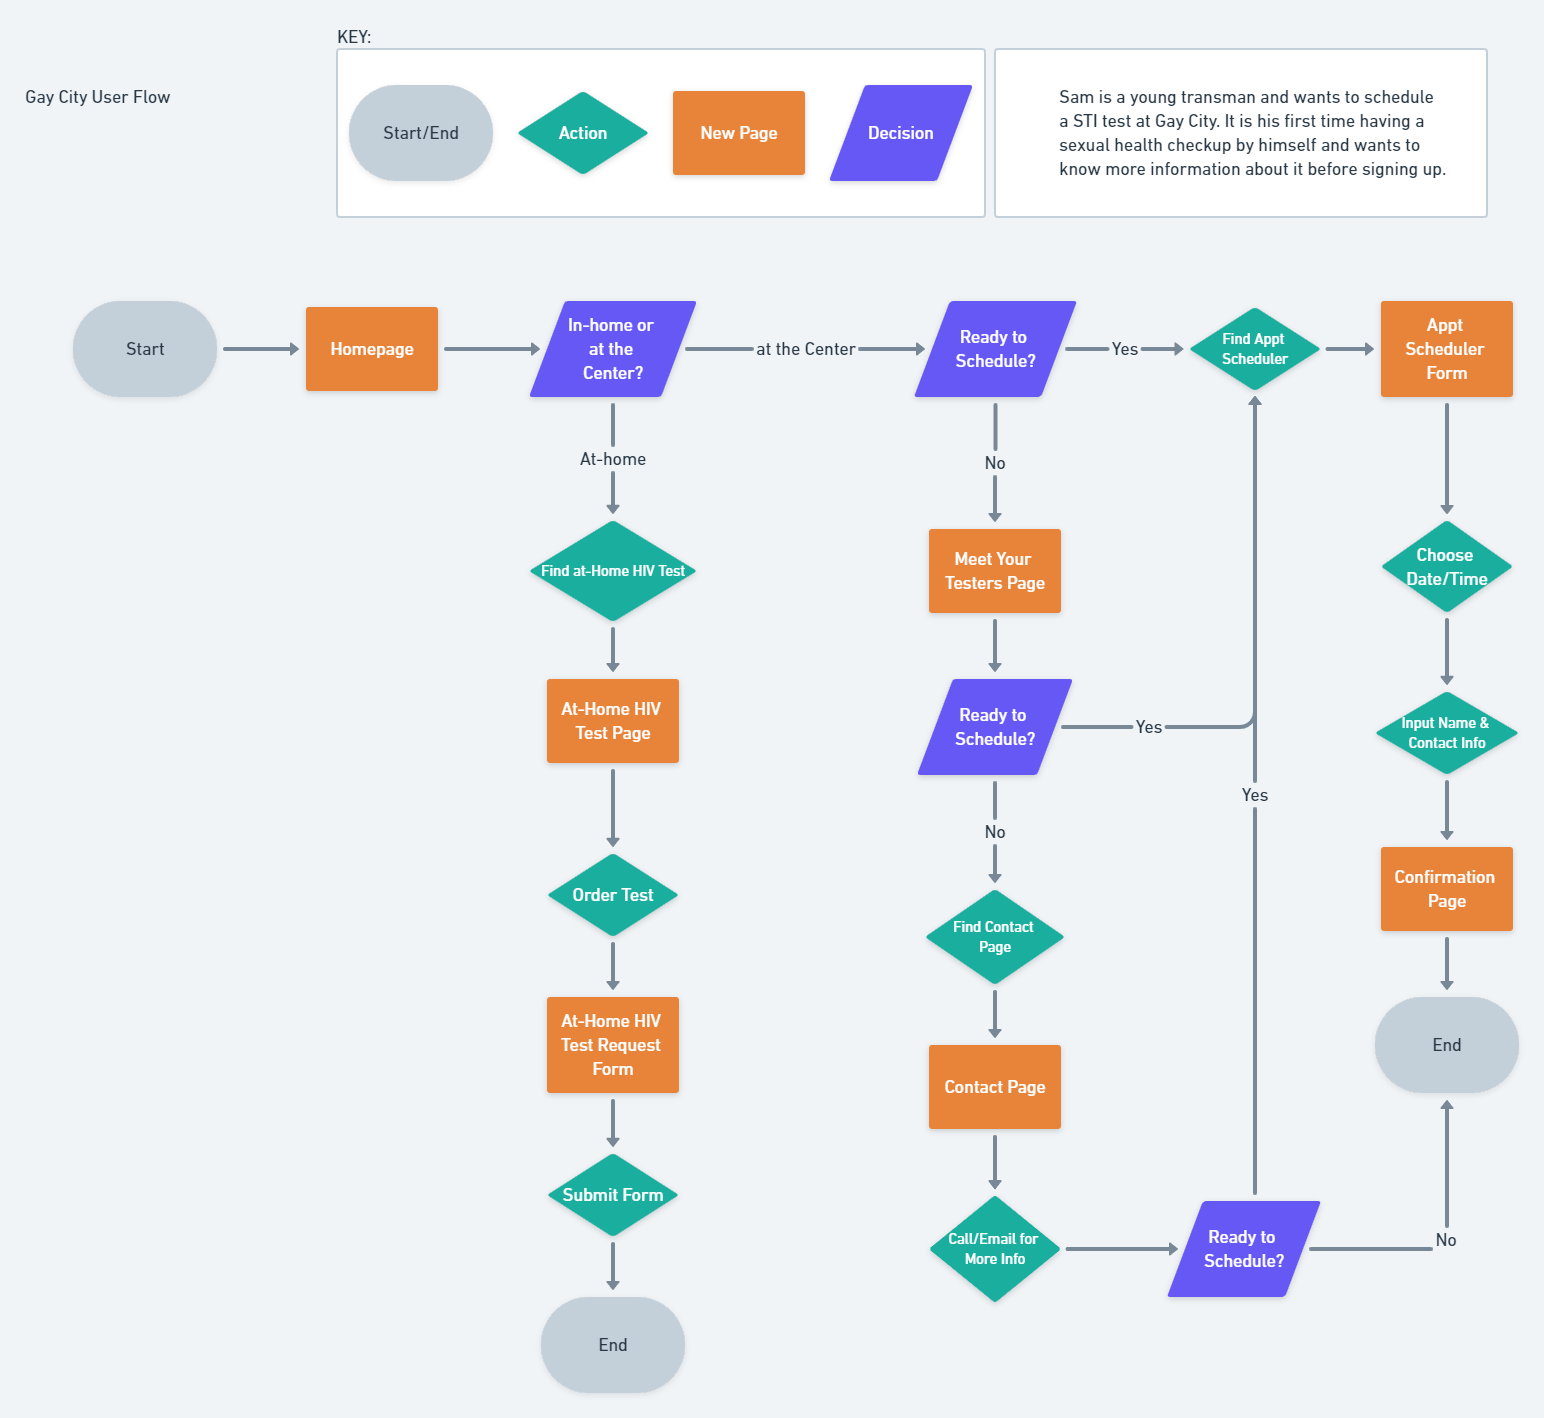 KEY:
Gay City User Flow
Start/End
Action
New Page
Decision
Sam is a young transman and wants to schedule
a STI test at Gay City. It is his first time having a
sexual health checkup by himself and wants to
know more information about it before signing up.
Start
Homepage
In-home or
at the
Center?
at the Center
Ready to
Schedule?
Yes
Find Appt
Scheduler
Appt
Scheduler
Form
At-home
No
Find at-Home HIV Test
Meet Your
Testers Page
Choose
Date/Time
At-Home HIV
Test Page
Ready to
Schedule?
Yes
Input Name &
Contact Info
Yes
No
Order Test
Find Contact
Page
Confirmation
Page
At-Home HIV
Test Request
Form
Contact Page
End
Submit Form
Call/Email for
More Info
Ready to
Schedule?
No
End